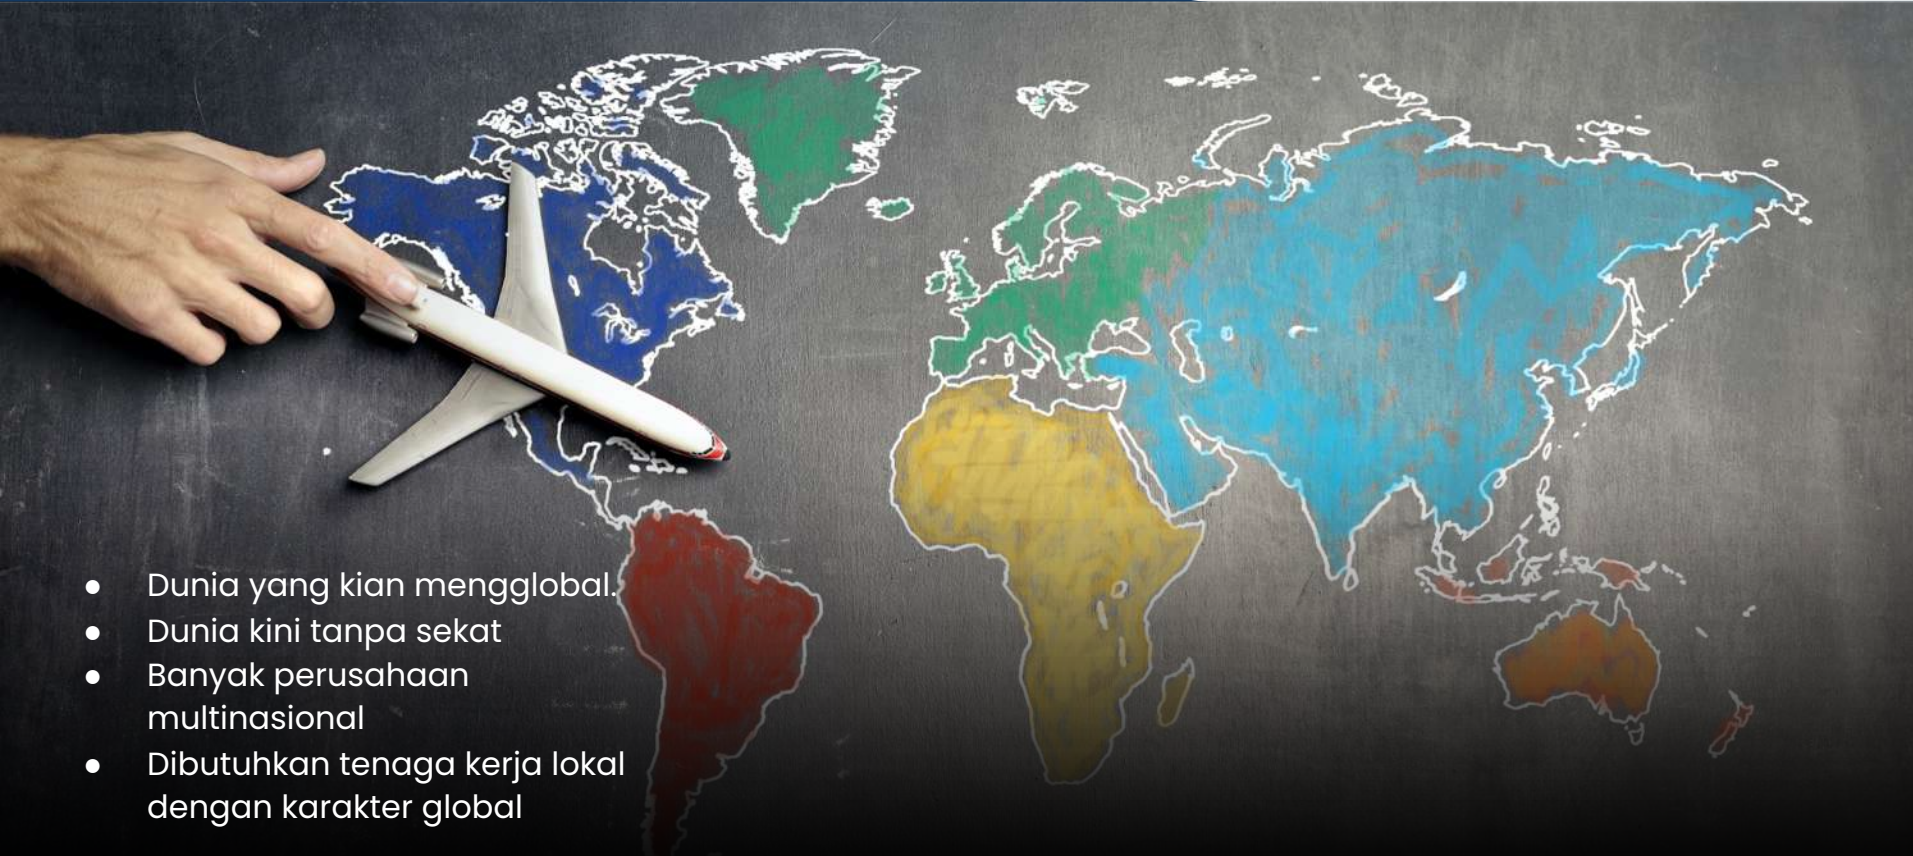 ● Dunia yang kian mengglobal.
● Dunia kini tanpa sekat
● Banyak perusahaan
multinasional
● Dibutuhkan tenaga kerja lokal
dengan karakter global